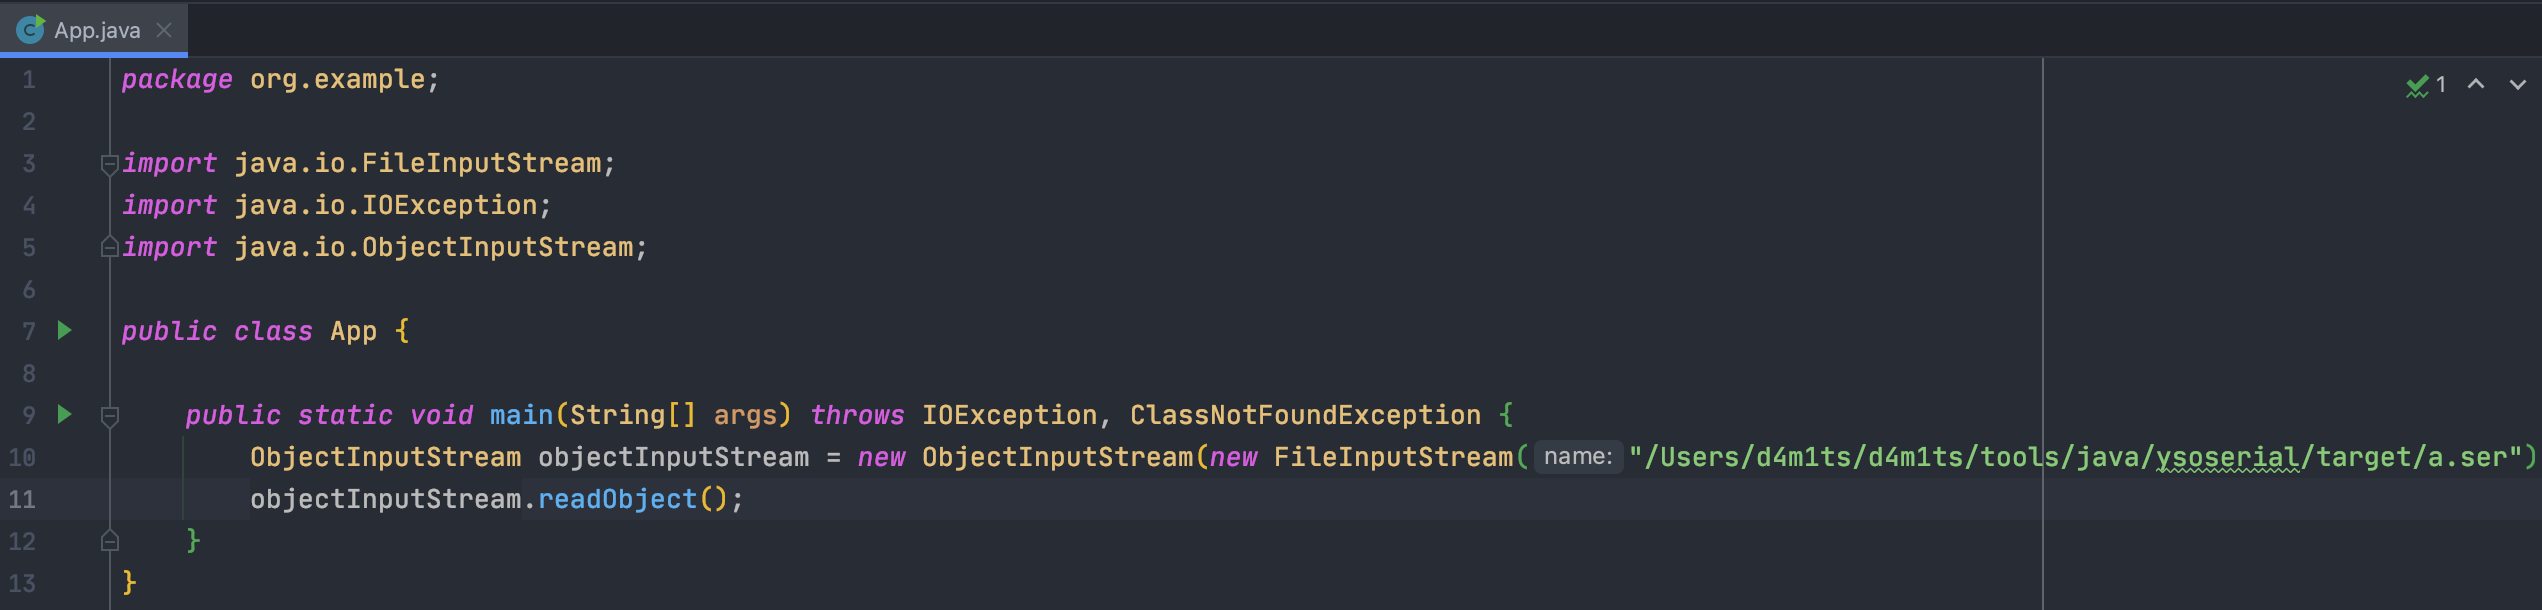 App.java
1 package org.example;
2
3 import java.io.FileInputStream;
4 import java.io.IOException;
5 import java.io.ObjectInputStream;
6
7 public class App {
8
9 public static void main(String[] args) throws IOException, ClassNotFoundException {
10 ObjectInputStream objectInputStream = new ObjectInputStream(new FileInputStream( name: "/Users/d4m1ts/d4m1ts/tools/java/ysoserial/target/a.ser")
11 objectInputStream.readObject();
12 }
13 }
1